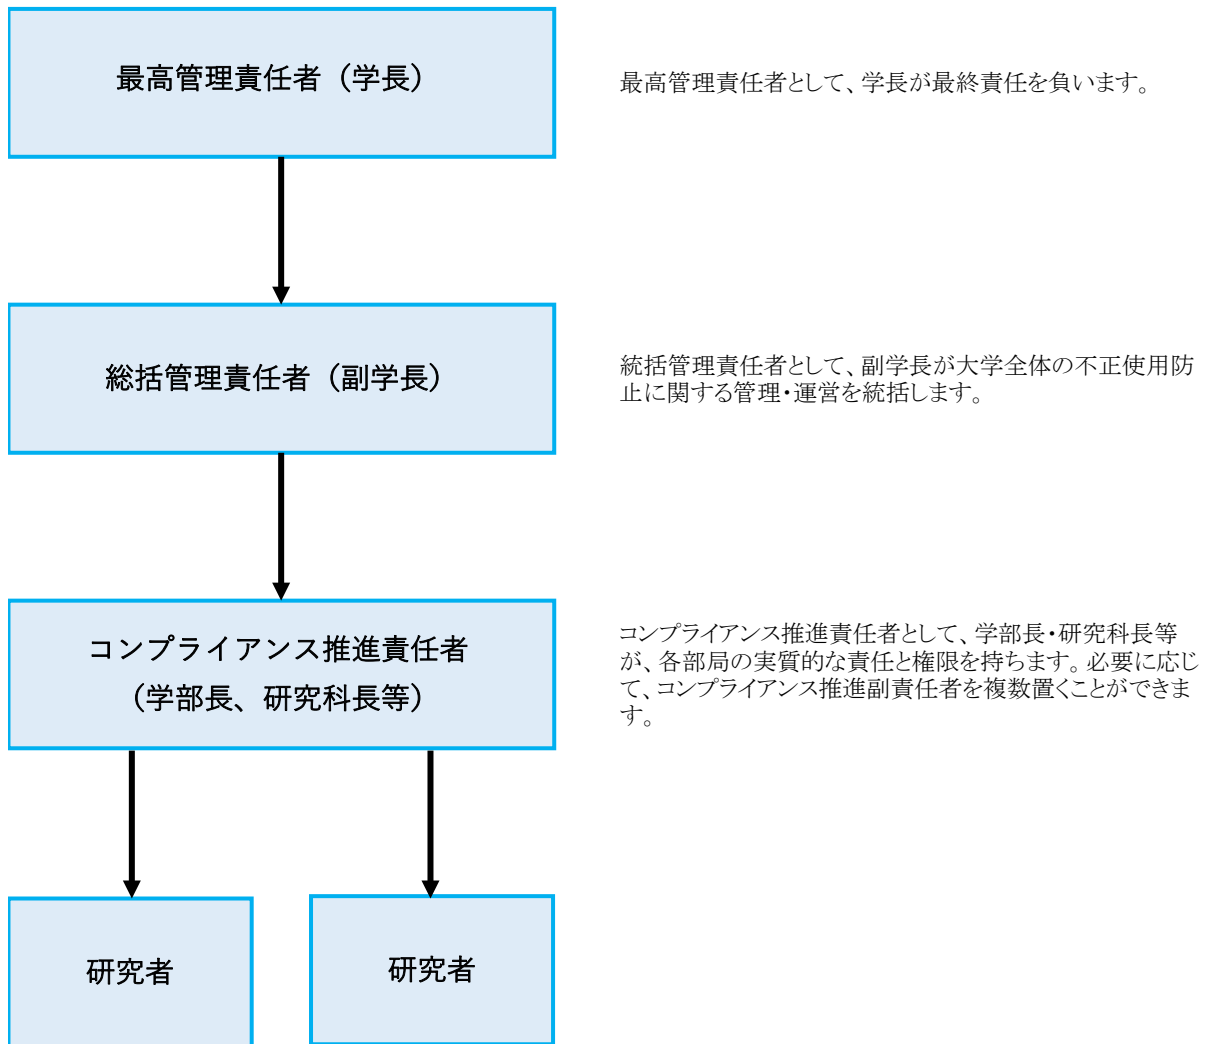 最高管理責任者（学長）
最高管理責任者として、学長が最終責任を負います。
総括管理責任者（副学長）
統括管理責任者として、副学長が大学全体の不正使用防
止に関する管理・運営を統括します。
コンプライアンス推進責任者
（学部長、研究科長等）
コンプライアンス推進責任者として、学部長・研究科長等
が、各部局の実質的な責任と権限を持ちます。必要に応じ
て、コンプライアンス推進副責任者を複数置くことができま
す。
研究者
研究者